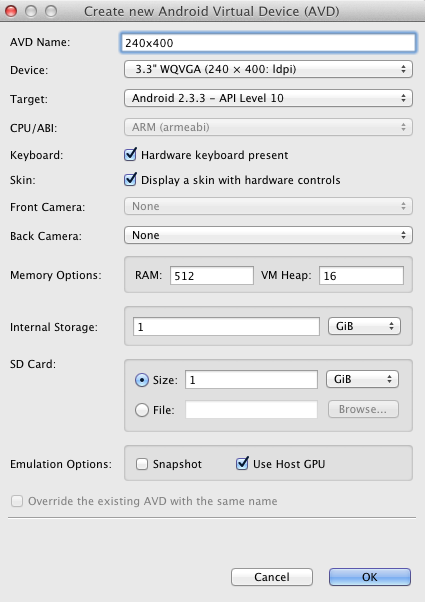 Create new Android Virtual Device (AVD)
AVD Name: 240x400
Device: 3.3" WQVGA (240 × 400: ldpi)
Target: Android 2.3.3 – API Level 10
CPU/ABI: ARM (armeabi)
Keyboard: Hardware keyboard present
Skin: Display a skin with hardware controls
Front Camera: None
Back Camera: None
Memory Options: RAM: 512 VM Heap: 16
Internal Storage: 1 GiB
SD Card:
Size: 1 GiB
File: Browse...
Emulation Options: Snapshot Use Host GPU
Override the existing AVD with the same name
Cancel OK